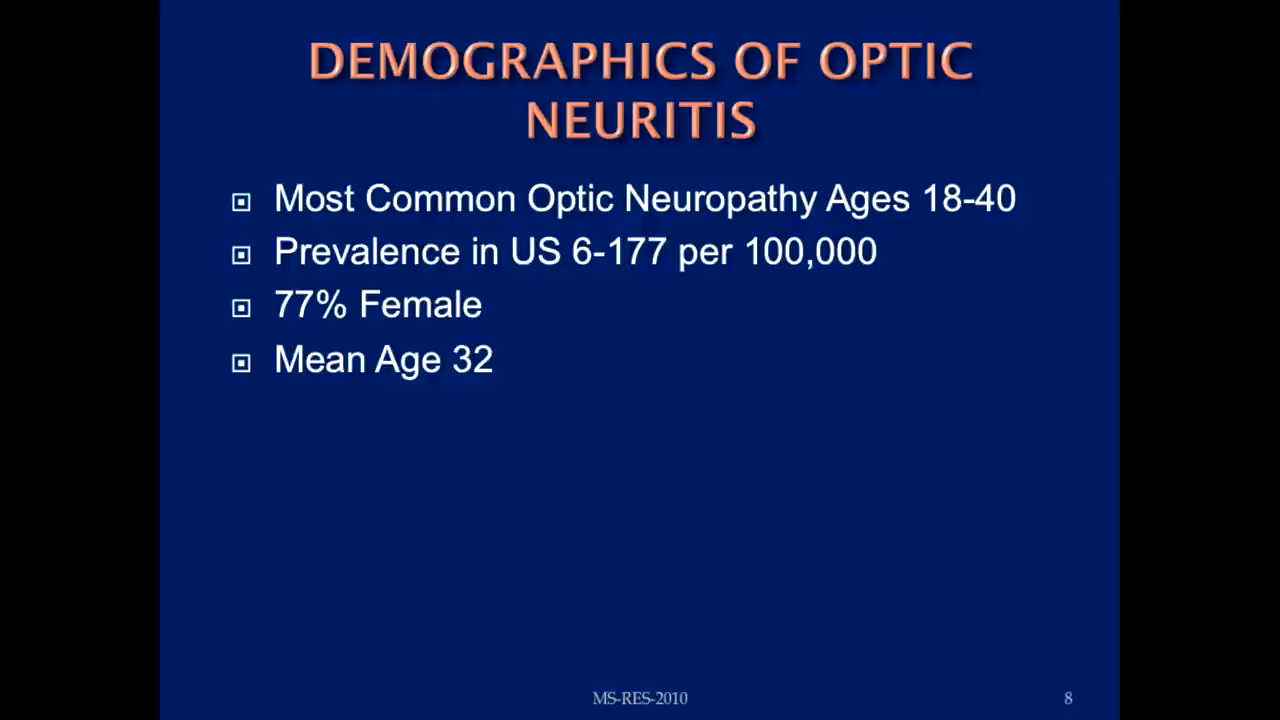 DEMOGRAPHICS OF OPTIC
NEURITIS
Most Common Optic Neuropathy Ages 18-40
Prevalence in US 6-177 per 100,000
77% Female
Mean Age 32
MS-RES-2010
8